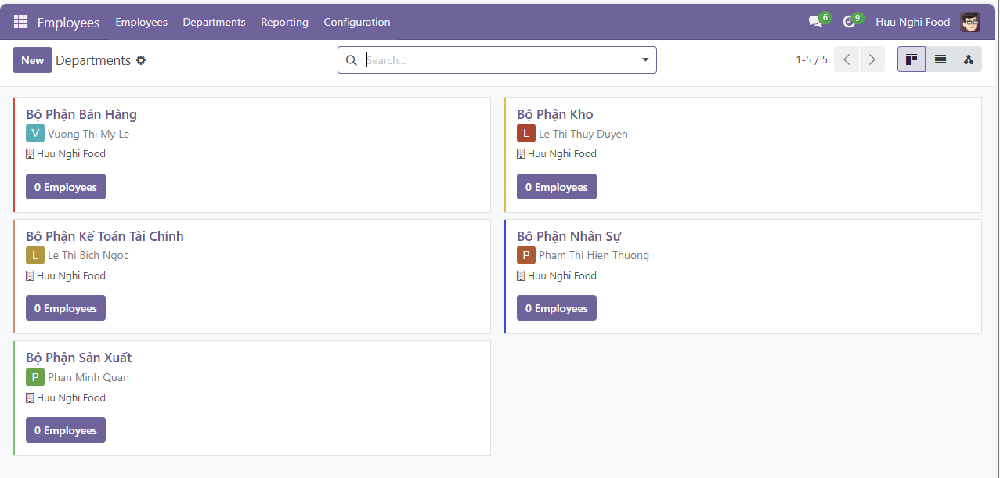 Employees Employees Departments Reporting Configuration 6 9 Huu Nghi Food
New Departments Search... 1-5 / 5
Bộ Phận Bán Hàng
V Vuong Thi My Le
Huu Nghi Food
0 Employees
Bộ Phận Kho
L Le Thi Thuy Duyen
Huu Nghi Food
0 Employees
Bộ Phận Kế Toán Tài Chính
L Le Thi Bich Ngoc
Huu Nghi Food
0 Employees
Bộ Phận Nhân Sự
P Pham Thi Hien Thuong
Huu Nghi Food
0 Employees
Bộ Phận Sản Xuất
P Phan Minh Quan
Huu Nghi Food
0 Employees